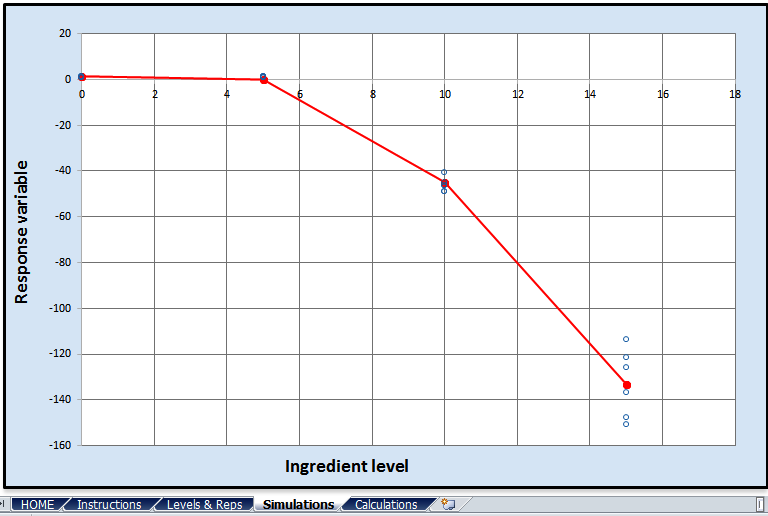 20
0
-20
-40
-60
-80
-100
-120
-140
-160
0 2 4 6 8 10 12 14 16 18
Response variable
Ingredient level
HOME Instructions Levels & Reps Simulations Calculations